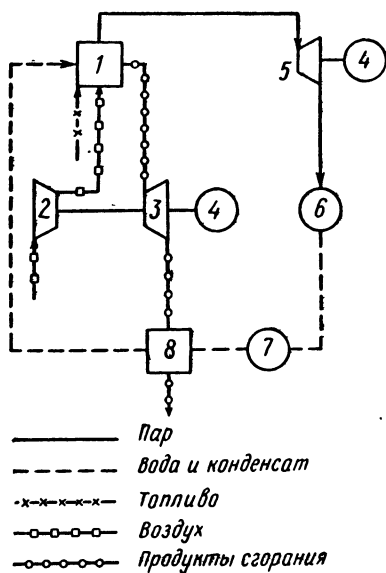 1
5
4
2
3
4
6
8
7
Пар
Вода и конденсат
Топливо
Воздух
Продукты сгорания